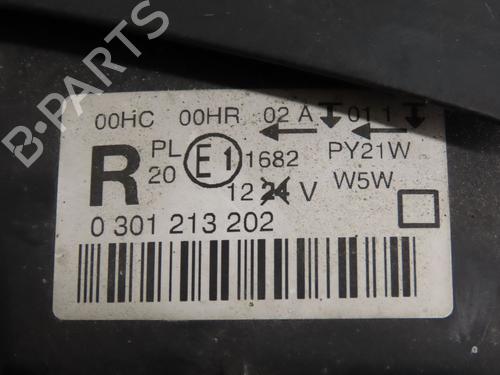 00HC 00HR 02 A 01 1
R PL 20 E1 1682 PY21W
12 24 V W5W
0 301 213 202
B-PARTS